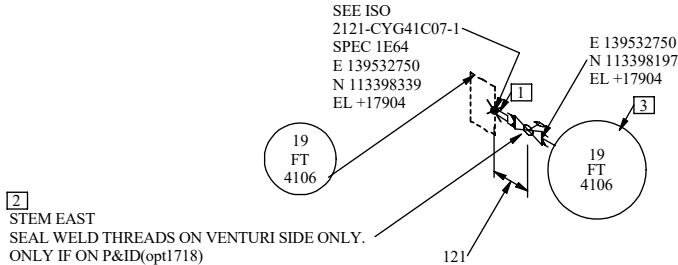 SEE ISO
2121-CYG41C07-1
SPEC 1E64
E 139532750
N 113398339
EL +17904
E 139532750
N 113398197
EL +17904
1
3
19
FT
4106
19
FT
4106
2
STEM EAST
SEAL WELD THREADS ON VENTURI SIDE ONLY.
ONLY IF ON P&ID(opt1718)
121